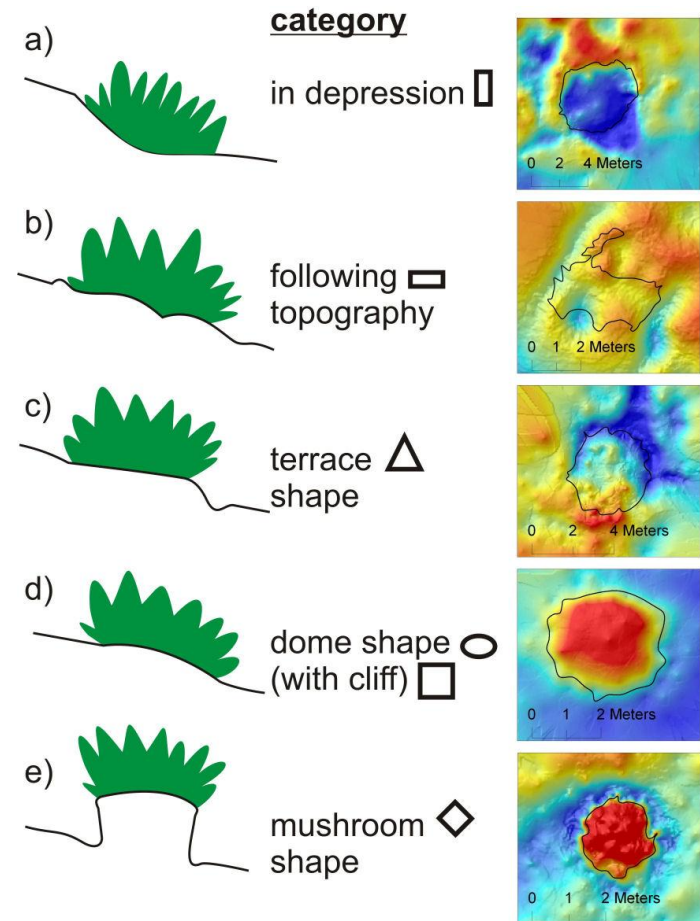 category
a)
in depression
0 2 4 Meters
b)
following
topography
0 1 2 Meters
c)
terrace
shape
0 2 4 Meters
d)
dome shape
(with cliff)
0 1 2 Meters
e)
mushroom
shape
0 1 2 Meters